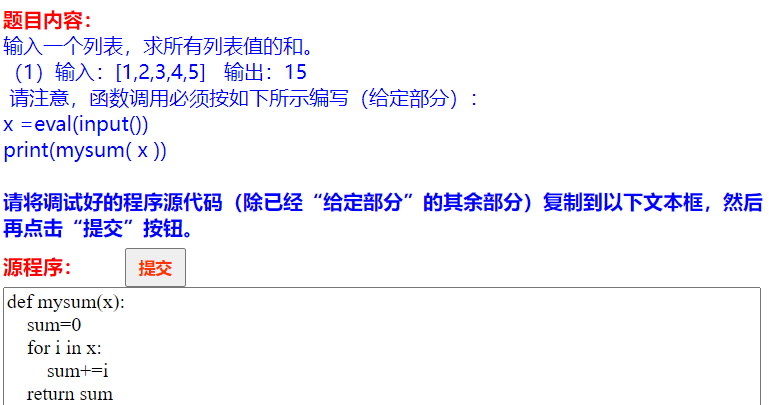 题目内容：
输入一个列表，求所有列表值的和。
（1）输入：[1,2,3,4,5]   输出：15
请注意，函数调用必须按如下所示编写（给定部分）：
x =eval(input())
print(mysum( x ))
请将调试好的程序源代码（除已经“给定部分”的其余部分）复制到以下文本框，然后
再点击“提交”按钮。
源程序： 提交
def mysum(x):
    sum=0
    for i in x:
        sum+=i
    return sum